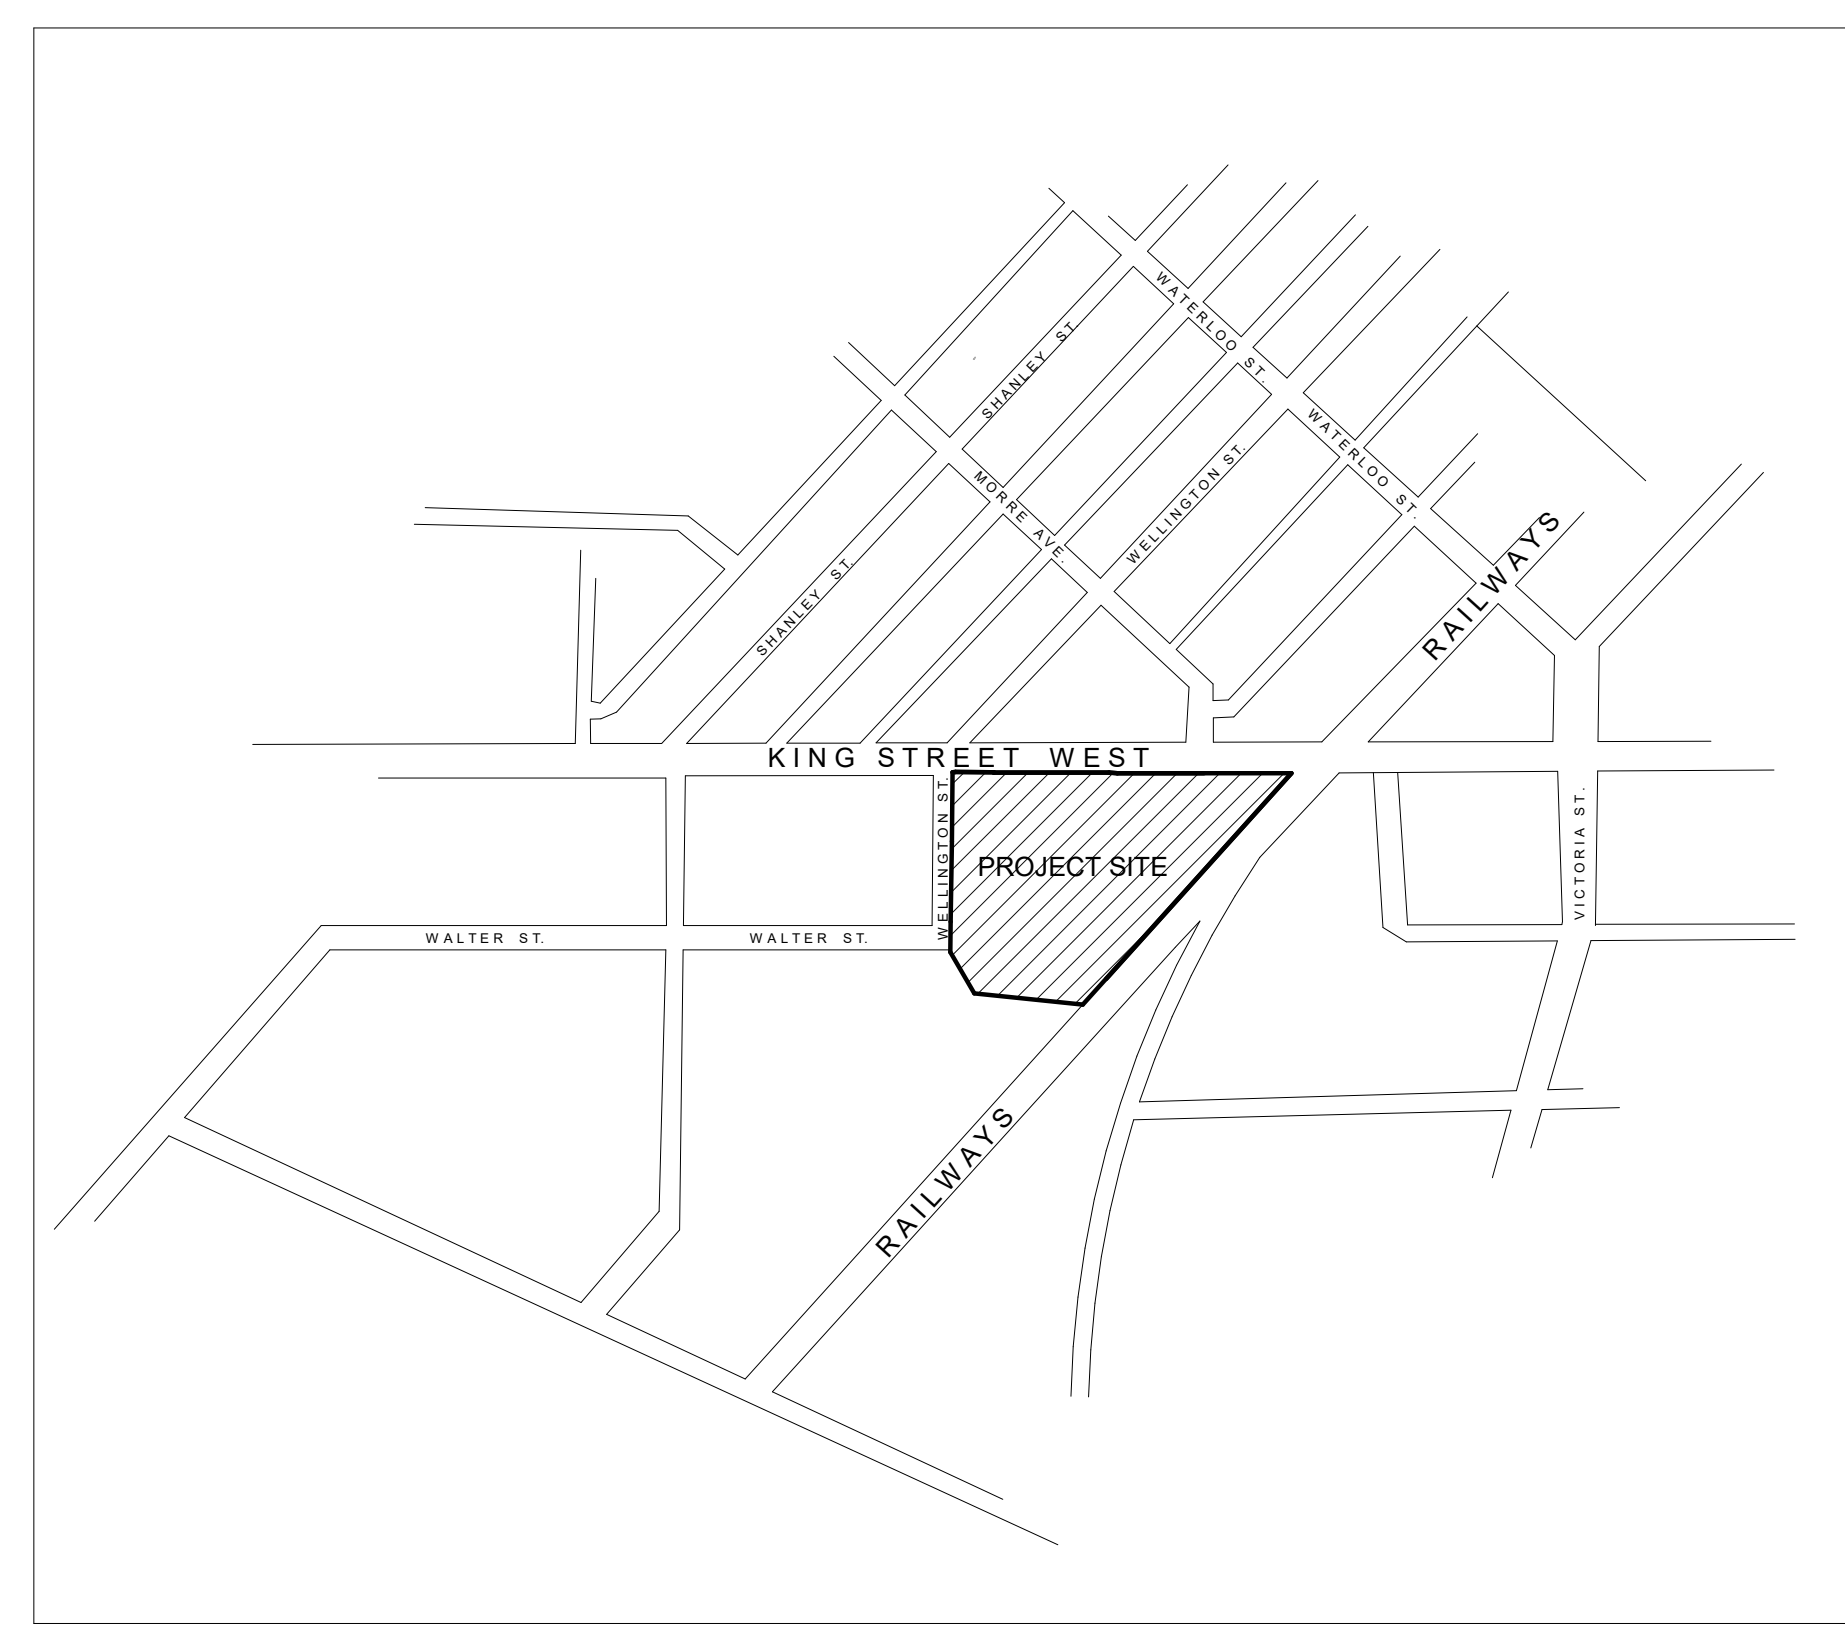 WATERLOO ST.
SHANLEY ST
WATERLOO ST.
WELLINGTON ST.
MORRE AVE.
RAILWAYS
SHANLEY ST.
KING STREET WEST
WELLINGTON ST.
PROJECT SITE
VICTORIA ST.
WALTER ST.
WALTER ST.
RAILWAYS